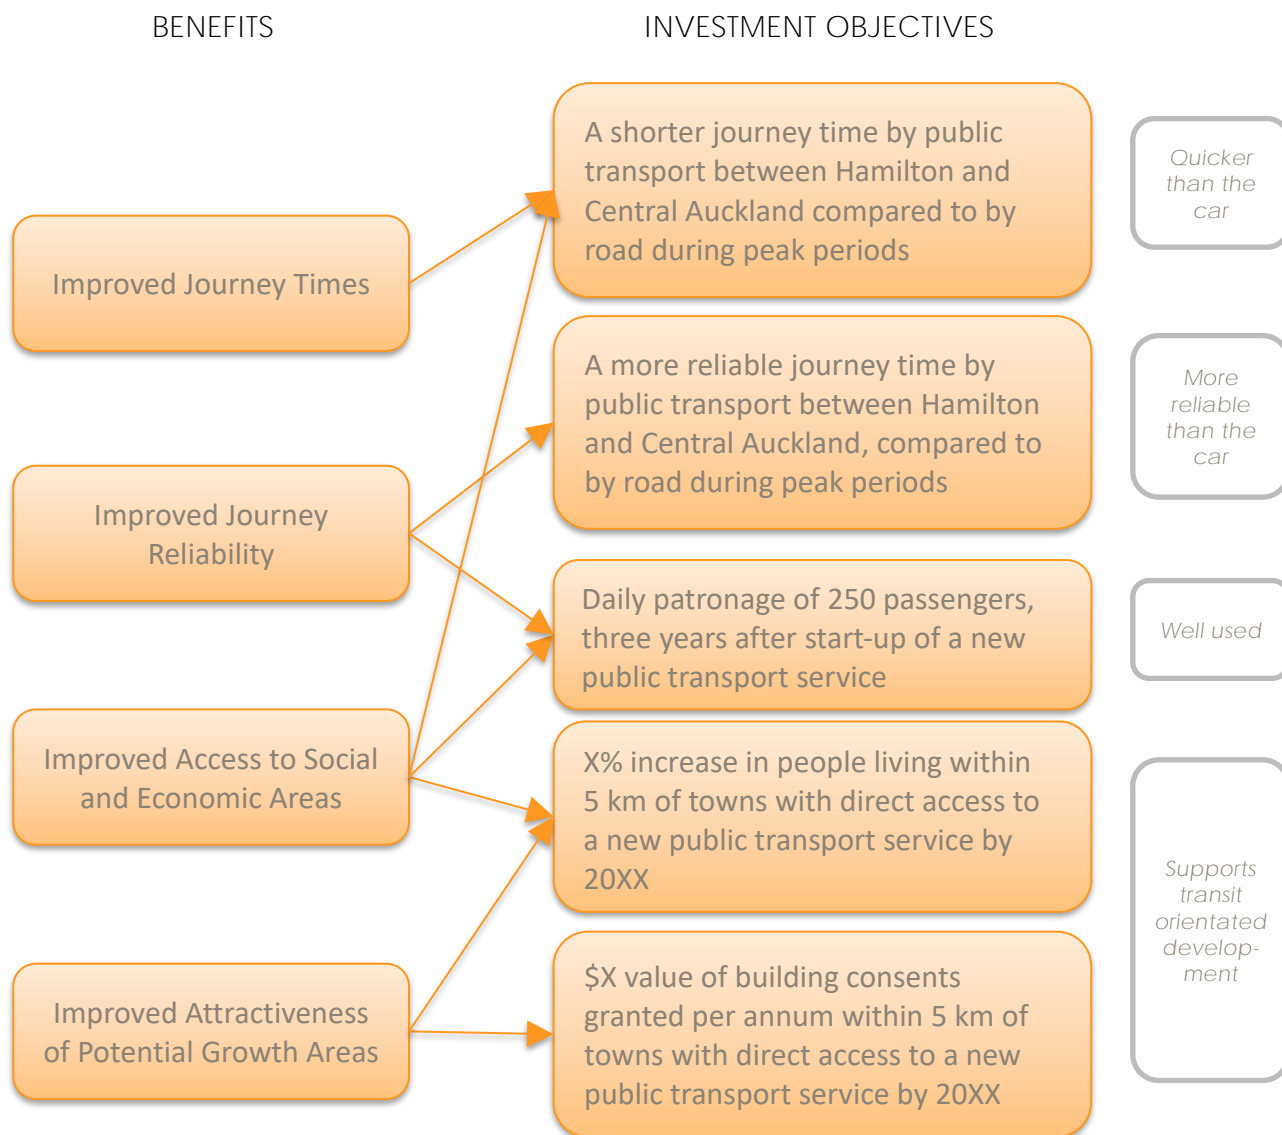 BENEFITS
INVESTMENT OBJECTIVES
Improved Journey Times
Improved Journey
Reliability
Improved Access to Social
and Economic Areas
Improved Attractiveness
of Potential Growth Areas
A shorter journey time by public
transport between Hamilton and
Central Auckland compared to by
road during peak periods
A more reliable journey time by
public transport between Hamilton
and Central Auckland, compared to
by road during peak periods
Daily patronage of 250 passengers,
three years after start-up of a new
public transport service
X% increase in people living within
5 km of towns with direct access to
a new public transport service by
20XX
$X value of building consents
granted per annum within 5 km of
towns with direct access to a new
public transport service by 20XX
Quicker
than the
car
More
reliable
than the
car
Well used
Supports
transit
orientated
develop-
ment